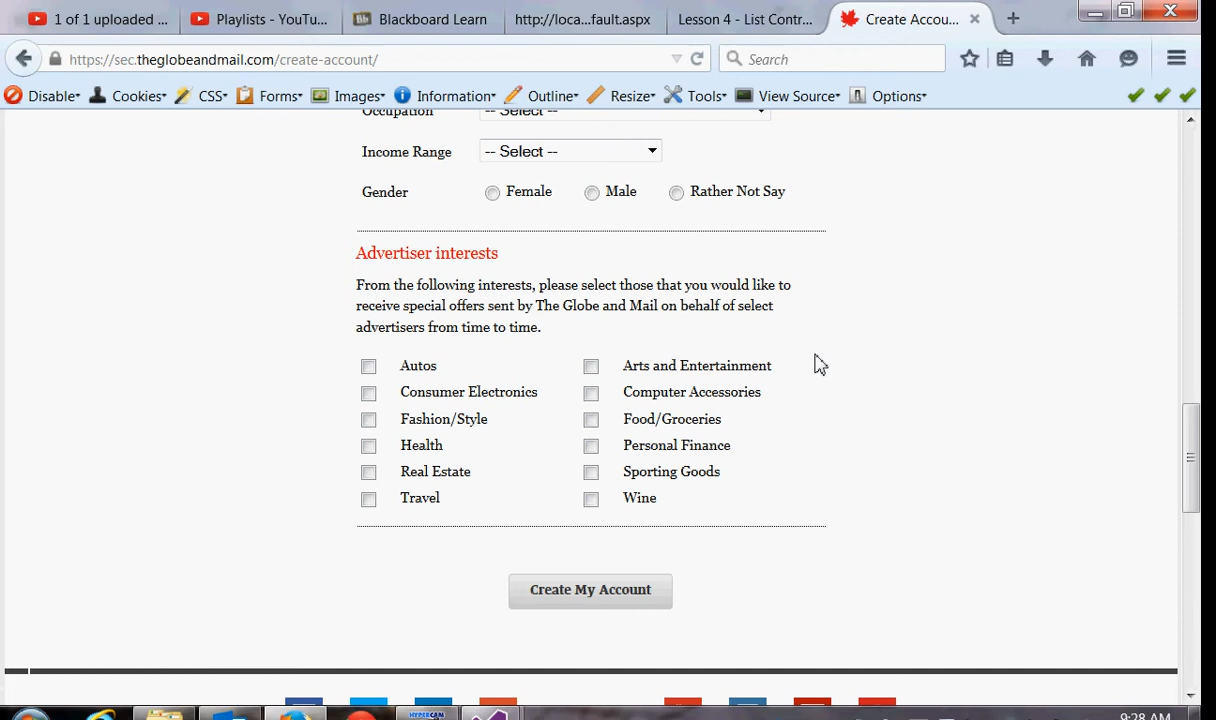 1 of 1 uploaded ...
Playlists - YouTu...
Blackboard Learn
http://loca...fault.aspx
Lesson 4 - List Contr...
Create Accou...
https://sec.theglobeandmail.com/create-account/
Search
Disable
Cookies
CSS
Forms
Images
Information
Outline
Resize
Tools
View Source
Options
Occupation -- Select --
Income Range -- Select --
Gender Female Male Rather Not Say
Advertiser interests
From the following interests, please select those that you would like to
receive special offers sent by The Globe and Mail on behalf of select
advertisers from time to time.
Autos Arts and Entertainment
Consumer Electronics Computer Accessories
Fashion/Style Food/Groceries
Health Personal Finance
Real Estate Sporting Goods
Travel Wine
Create My Account
HYPERCAM
9:28 AM